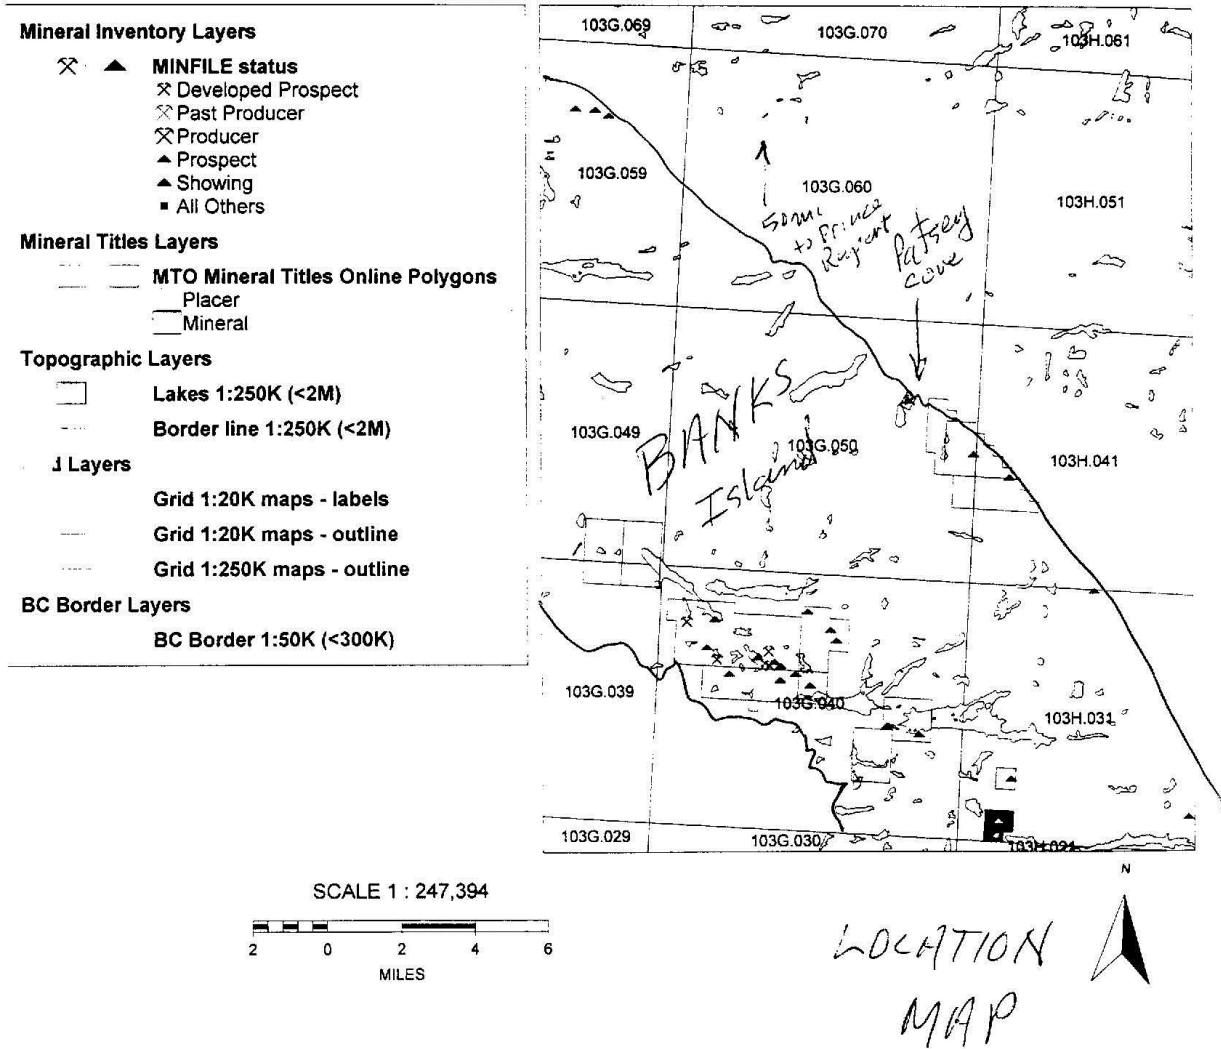 Mineral Inventory Layers
MINFILE status
Developed Prospect
Past Producer
Producer
Prospect
Showing
All Others
Mineral Titles Layers
MTO Mineral Titles Online Polygons
Placer
Mineral
Topographic Layers
Lakes 1:250K (<2M)
Border line 1:250K (<2M)
d Layers
Grid 1:20K maps - labels
Grid 1:20K maps - outline
Grid 1:250K maps - outline
BC Border Layers
BC Border 1:50K (<300K)
103G.069
103G.070
103H.061
103G.059
103G.060
103H.051
50mi
to Prince
Rupert
Patsey
cove
BANKS
Island
103G.049
103G.050
103H.041
103G.039
103G.040
103H.031
103G.029
103G.030
103H.021
SCALE 1 : 247,394
2 0 2 4 6
MILES
N
LOCATION
MAP